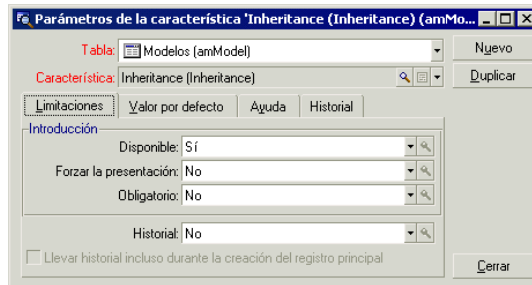 Parámetros de la característica 'Inheritance (Inheritance) (amMo...
Tabla: Modelos (amModel)
Nuevo
Característica: Inheritance (Inheritance)
Duplicar
Limitaciones Valor por defecto Ayuda Historial
Introducción
Disponible: Sí
Forzar la presentación: No
Obligatorio: No
Historial: No
Llevar historial incluso durante la creación del registro principal
Cerrar